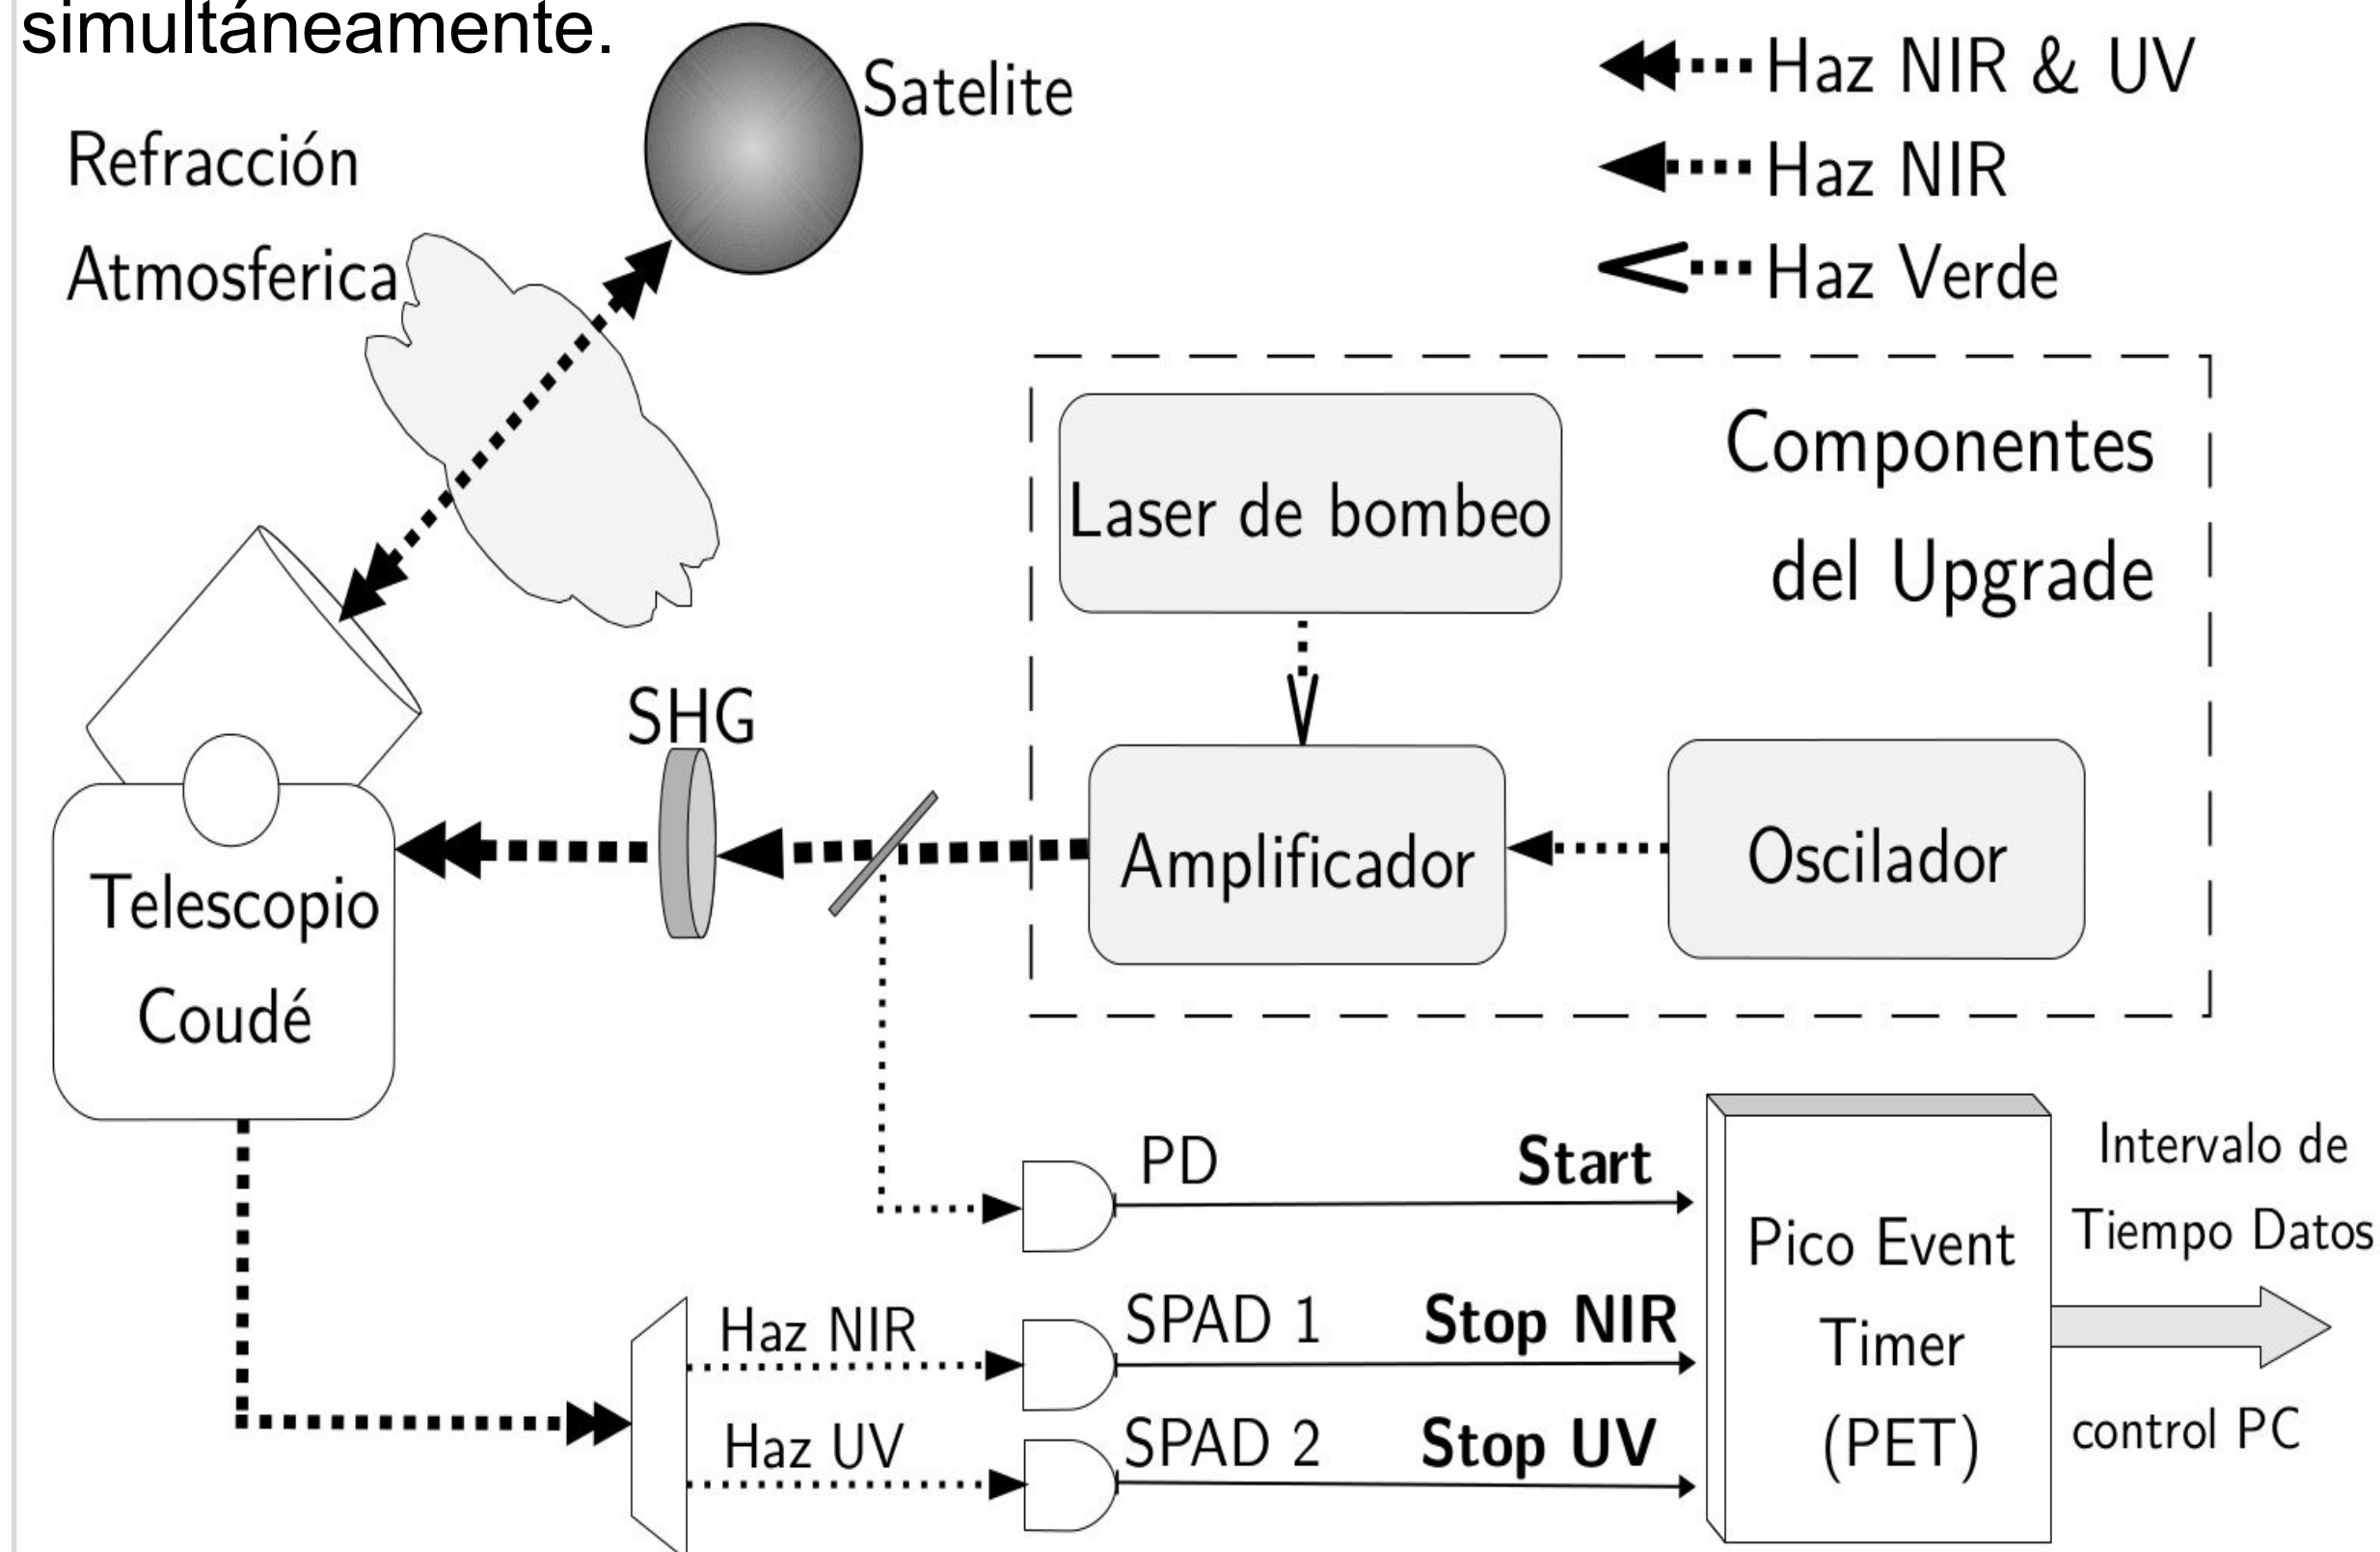 simultáneamente.
Satelite
Refracción
Atmosferica
Haz NIR & UV
Haz NIR
Haz Verde
Componentes
del Upgrade
Laser de bombeo
Amplificador
Oscilador
SHG
Telescopio
Coudé
PD
Start
Haz NIR
SPAD 1
Stop NIR
Haz UV
SPAD 2
Stop UV
Pico Event
Timer
(PET)
Intervalo de
Tiempo Datos
control PC